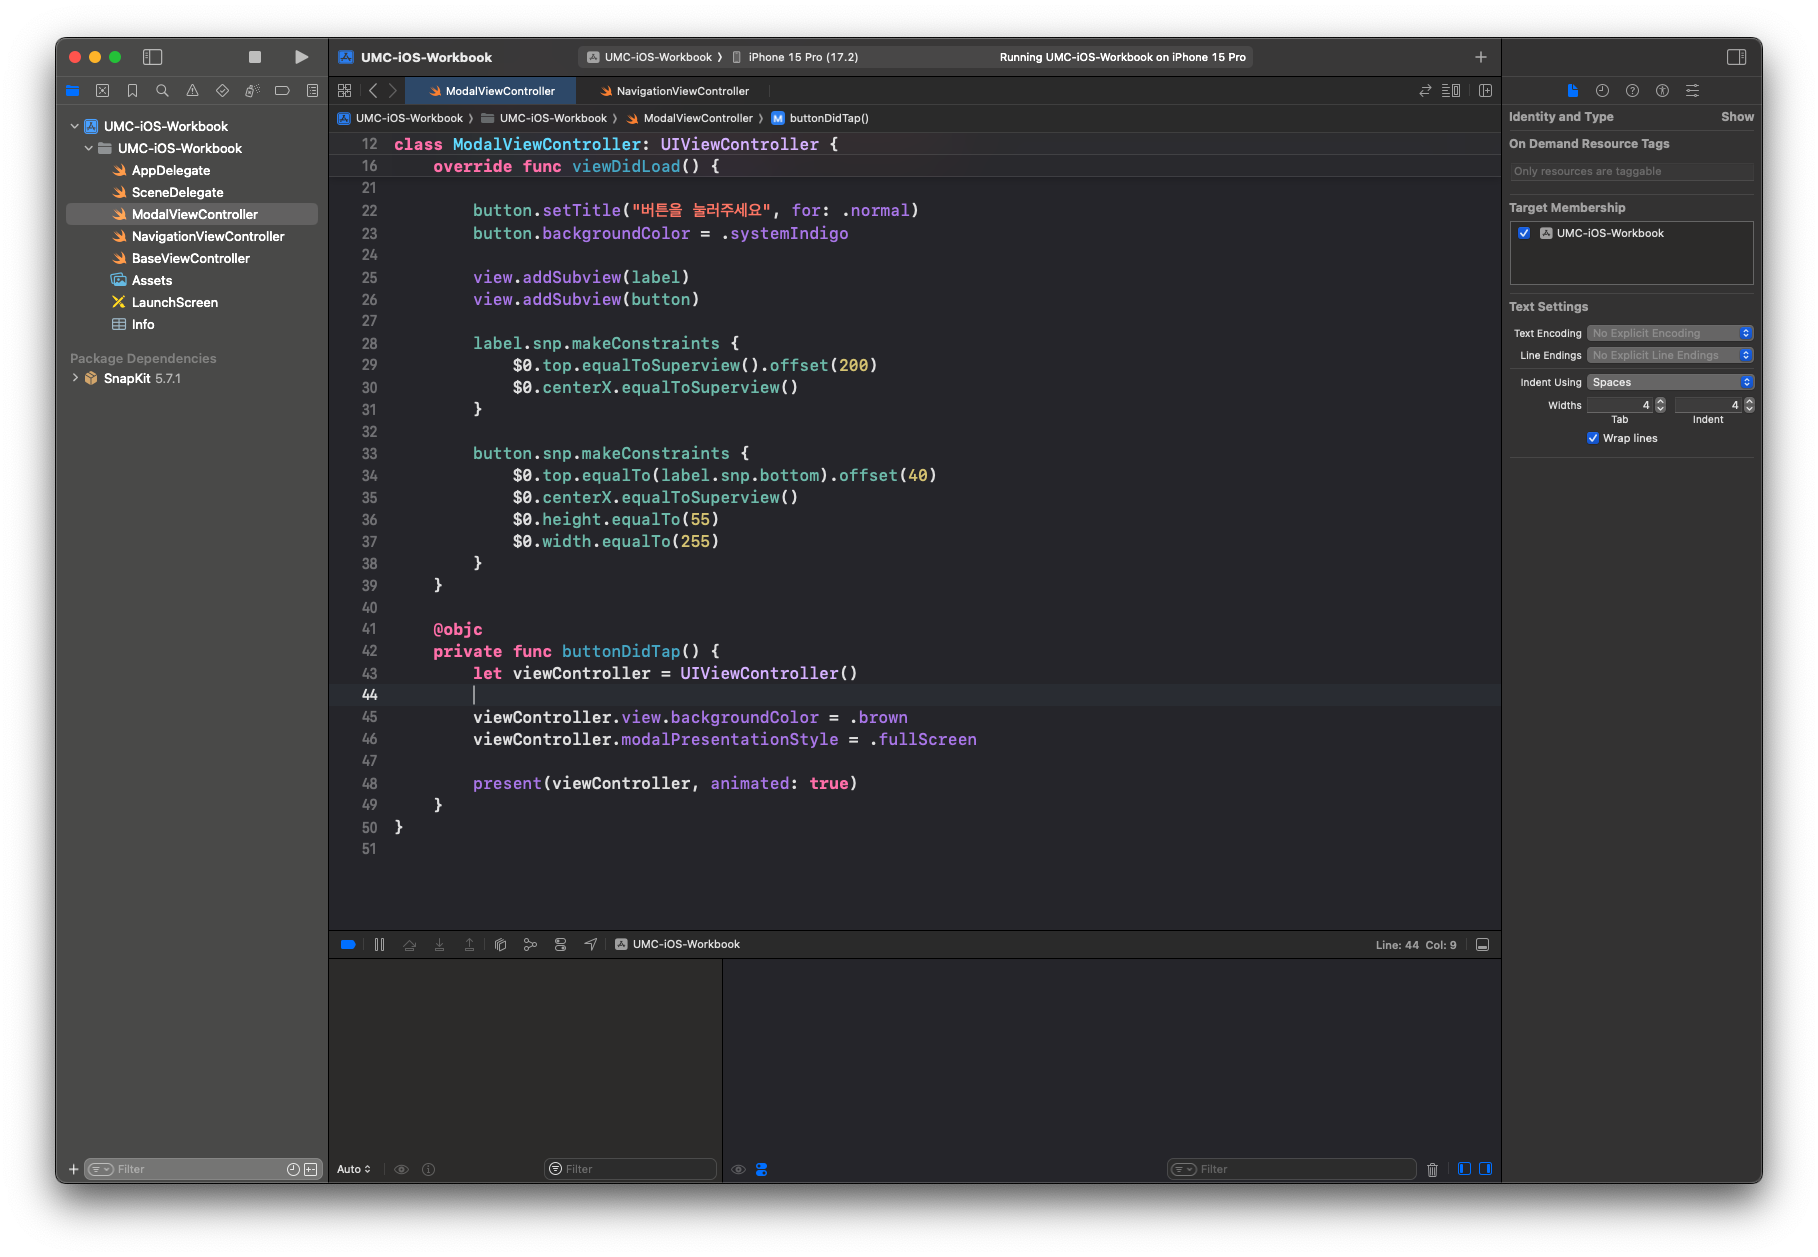 UMC-iOS-Workbook
UMC-iOS-Workbook
iPhone 15 Pro (17.2)
Running UMC-iOS-Workbook on iPhone 15 Pro
ModalViewController
NavigationViewController
UMC-iOS-Workbook
UMC-iOS-Workbook
ModalViewController
M
buttonDidTap()
UMC-iOS-Workbook
UMC-iOS-Workbook
AppDelegate
SceneDelegate
ModalViewController
NavigationViewController
BaseViewController
Assets
LaunchScreen
Info
Package Dependencies
SnapKit 5.7.1
Filter
12 class ModalViewController: UIViewController {
16 override func viewDidLoad() {
21
22 button.setTitle("버튼을 눌러주세요", for: .normal)
23 button.backgroundColor = .systemIndigo
24
25 view.addSubview(label)
26 view.addSubview(button)
27
28 label.snp.makeConstraints {
29 $0.top.equalToSuperview().offset(200)
30 $0.centerX.equalToSuperview()
31 }
32
33 button.snp.makeConstraints {
34 $0.top.equalTo(label.snp.bottom).offset(40)
35 $0.centerX.equalToSuperview()
36 $0.height.equalTo(55)
37 $0.width.equalTo(255)
38 }
39 }
40
41 @objc
42 private func buttonDidTap() {
43 let viewController = UIViewController()
44
45 viewController.view.backgroundColor = .brown
46 viewController.modalPresentationStyle = .fullScreen
47
48 present(viewController, animated: true)
49 }
50 }
51
UMC-iOS-Workbook
Line: 44 Col: 9
Auto
Filter
Filter
Identity and Type
Show
On Demand Resource Tags
Only resources are taggable
Target Membership
UMC-iOS-Workbook
Text Settings
Text Encoding No Explicit Encoding
Line Endings No Explicit Line Endings
Indent Using Spaces
Widths 4 4
Tab Indent
Wrap lines